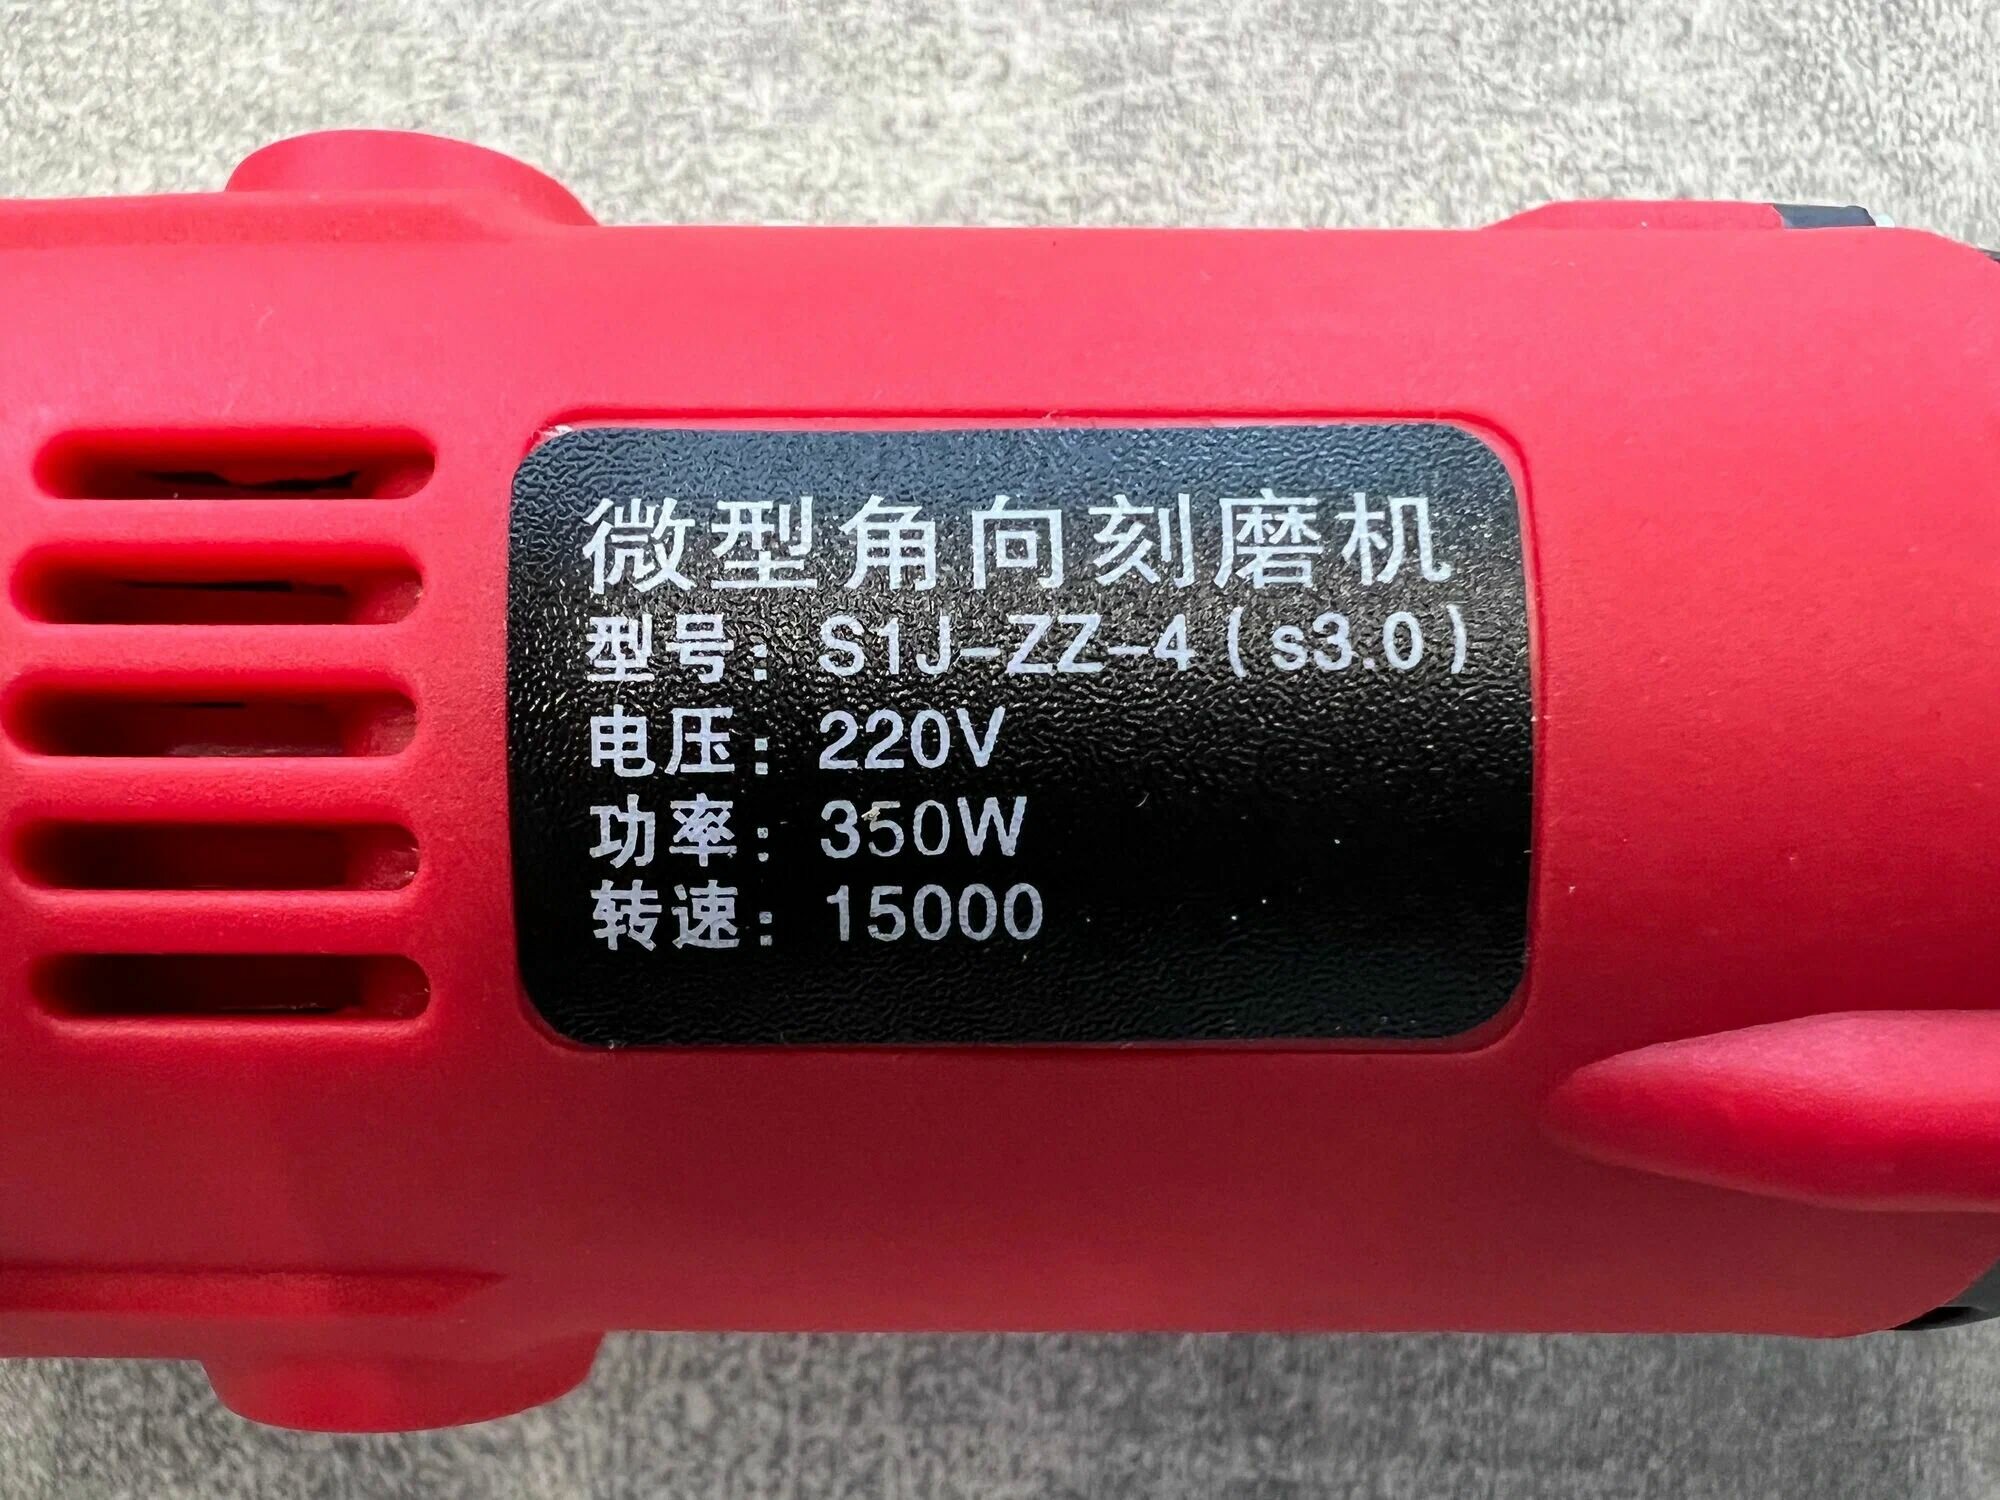 微型角向刻磨机
型号：S1J-ZZ-4（s3.0）
电压：220V
功率：350W
转速：15000